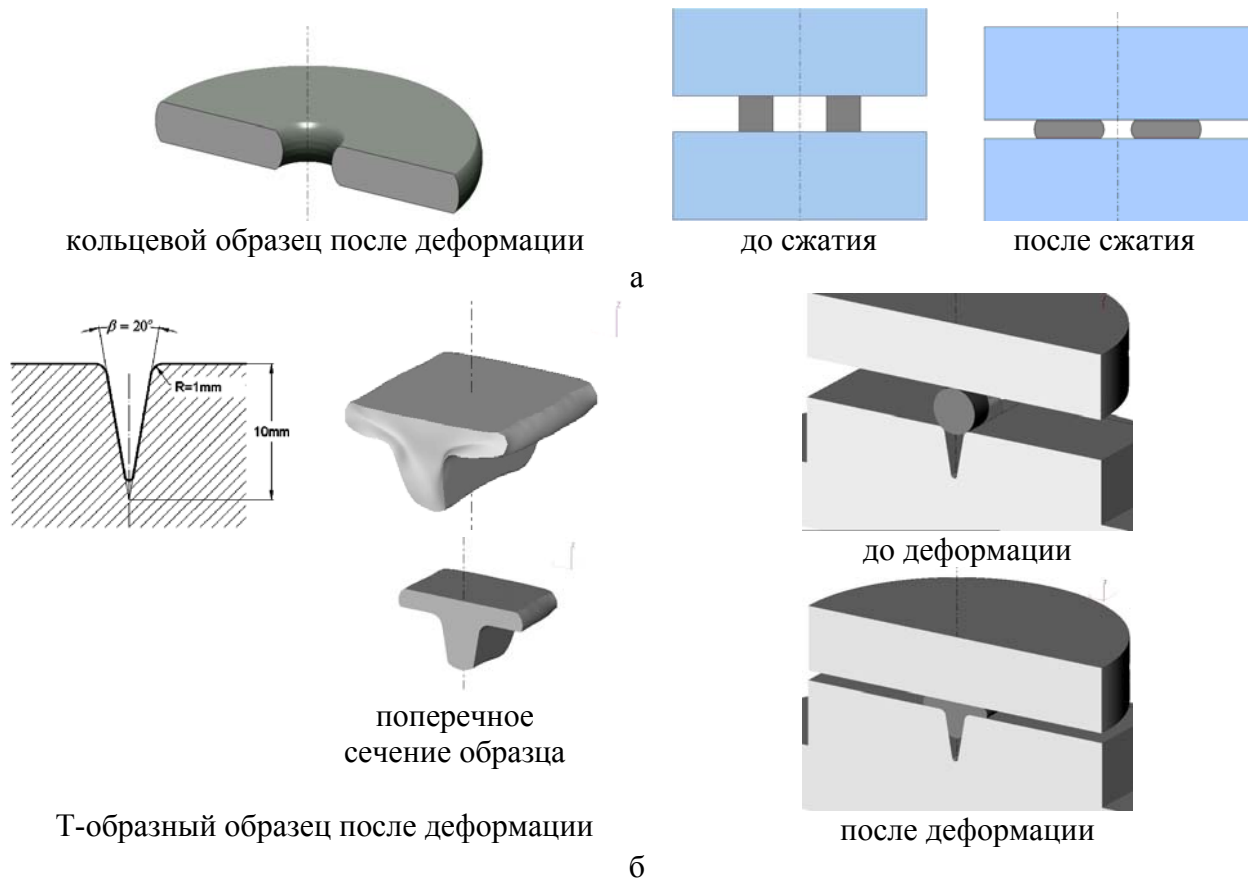 кольцевой образец после деформации
до сжатия
после сжатия
а
β = 20°
R=1mm
10mm
z
z
поперечное
сечение образца
Т-образный образец после деформации
до деформации
после деформации
б